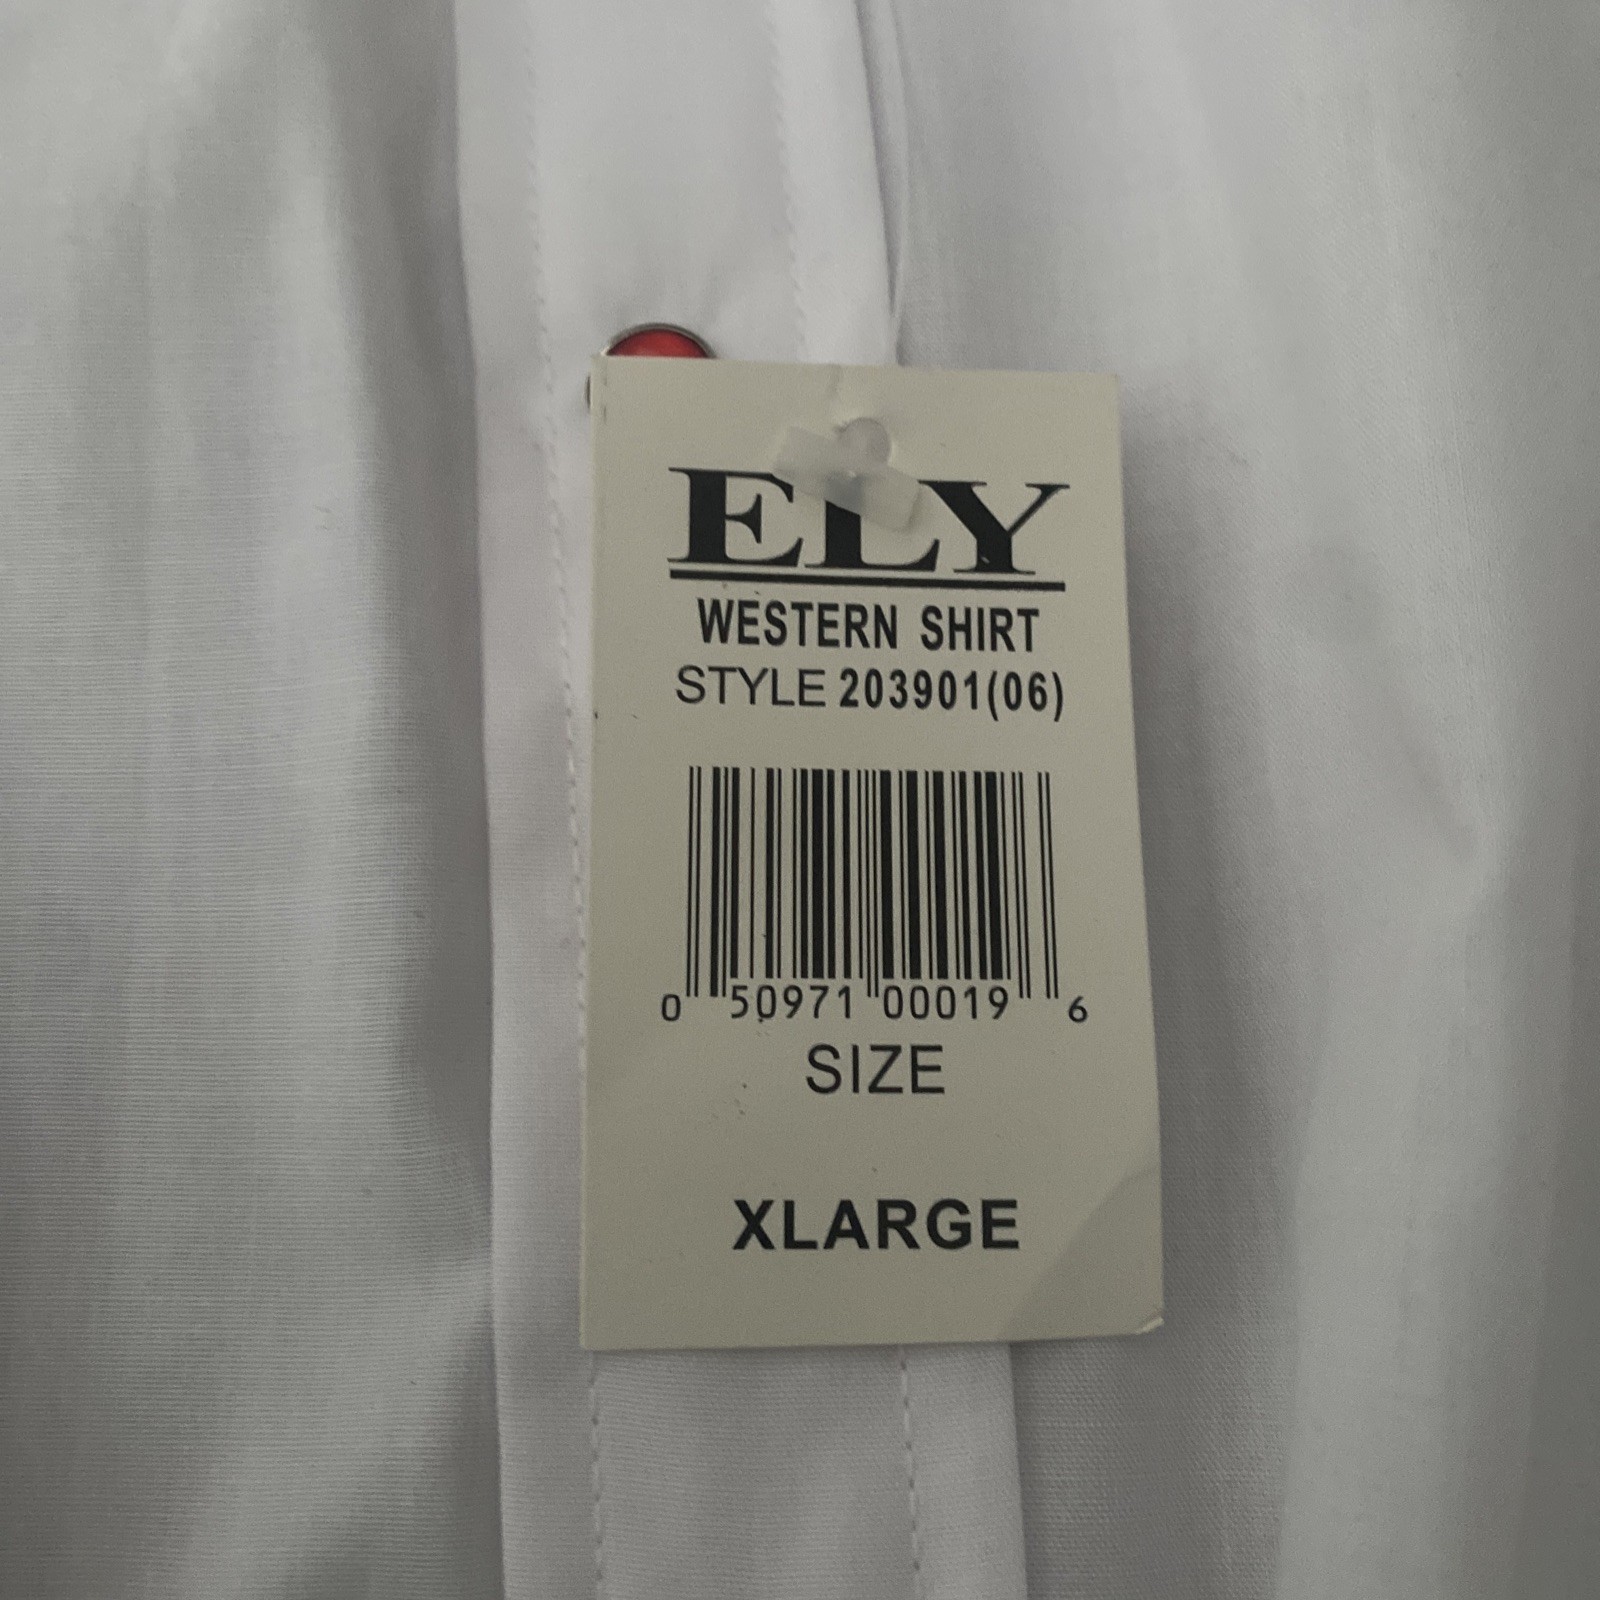 ELY
WESTERN SHIRT
STYLE 203901(06)
0 50971 00019 6
SIZE
XLARGE